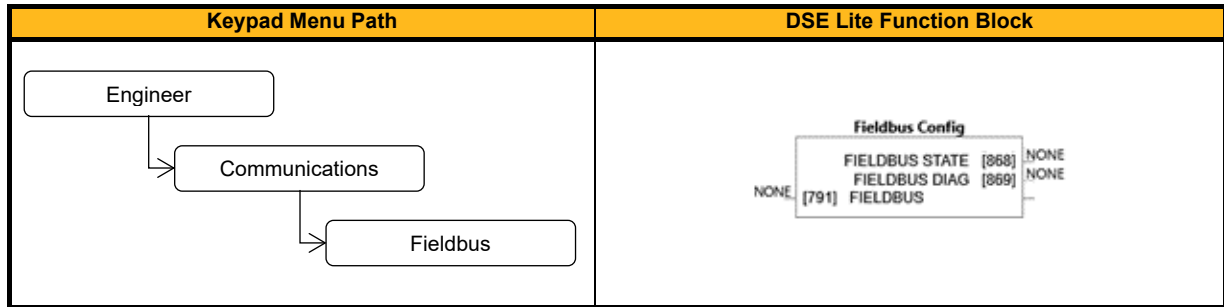 Keypad Menu Path
DSE Lite Function Block
Engineer
Communications
Fieldbus
Fieldbus Config
FIELDBUS STATE [868] NONE
FIELDBUS DIAG [869] NONE
NONE [791] FIELDBUS